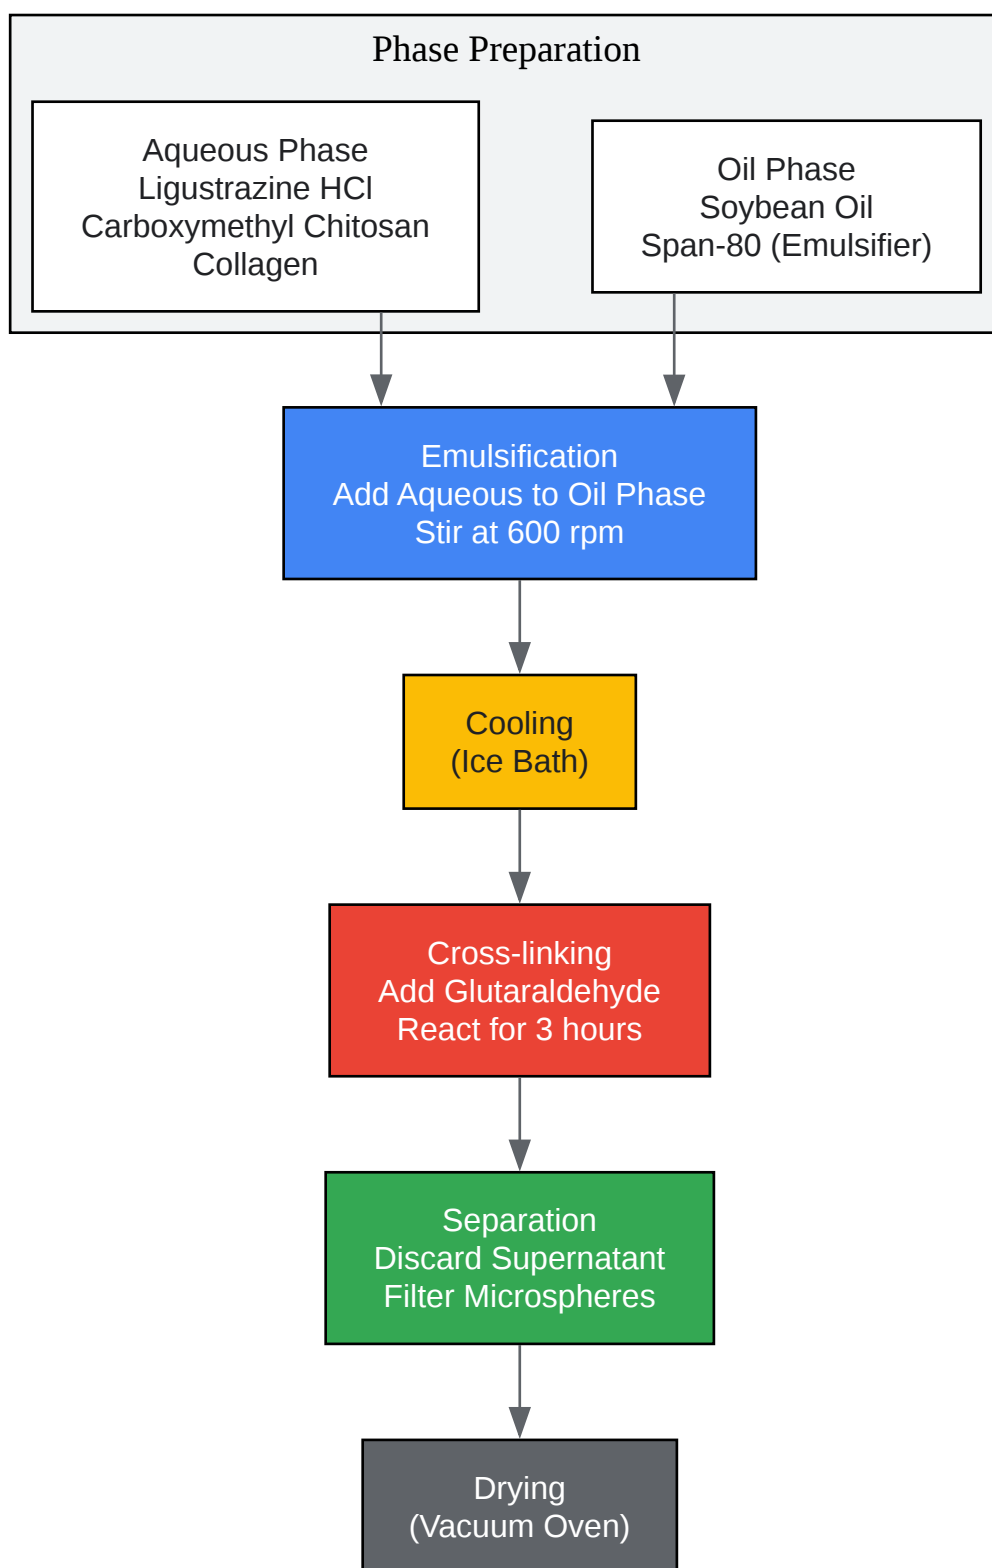 Phase Preparation
Aqueous Phase
Ligustrazine HCl
Carboxymethyl Chitosan
Collagen
Oil Phase
Soybean Oil
Span-80 (Emulsifier)
Emulsification
Add Aqueous to Oil Phase
Stir at 600 rpm
Cooling
(Ice Bath)
Cross-linking
Add Glutaraldehyde
React for 3 hours
Separation
Discard Supernatant
Filter Microspheres
Drying
(Vacuum Oven)